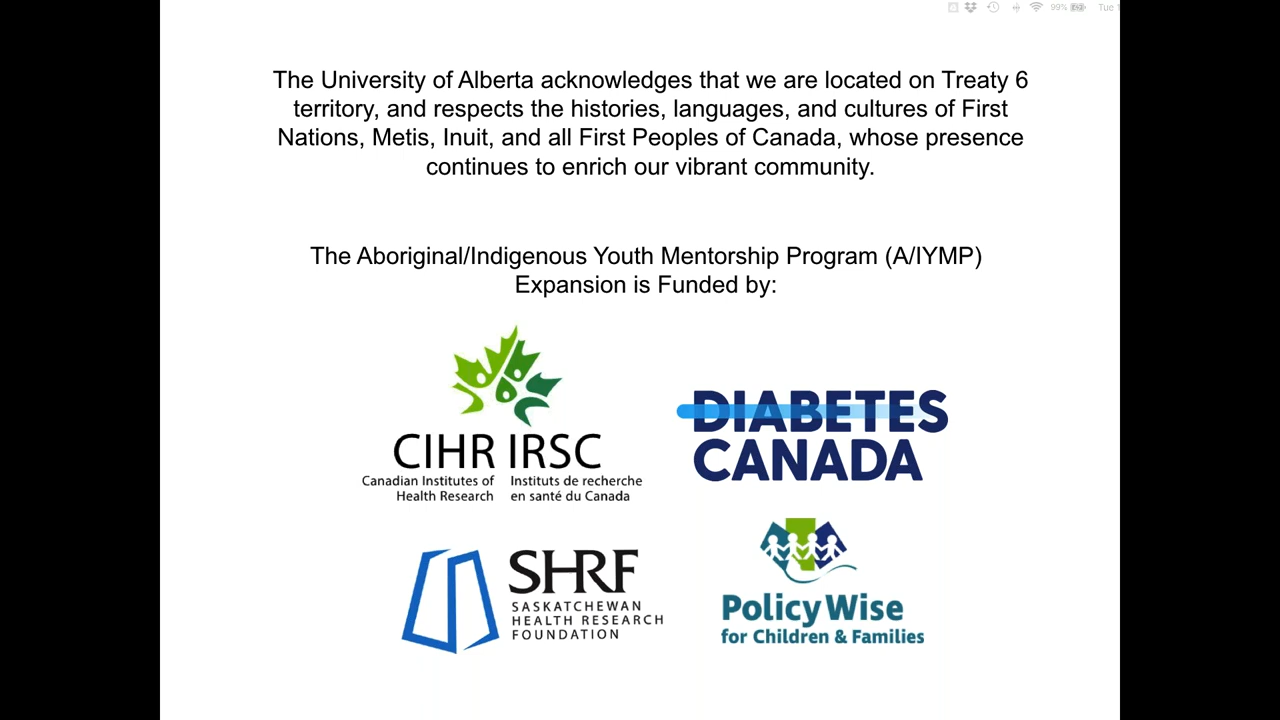 99% Tue
The University of Alberta acknowledges that we are located on Treaty 6
territory, and respects the histories, languages, and cultures of First
Nations, Metis, Inuit, and all First Peoples of Canada, whose presence
continues to enrich our vibrant community.
The Aboriginal/Indigenous Youth Mentorship Program (A/IYMP)
Expansion is Funded by:
CIHR IRSC
Canadian Institutes of Instituts de recherche
Health Research en santé du Canada
DIABETES
CANADA
SHRF
SASKATCHEWAN
HEALTH RESEARCH
FOUNDATION
PolicyWise
for Children & Families